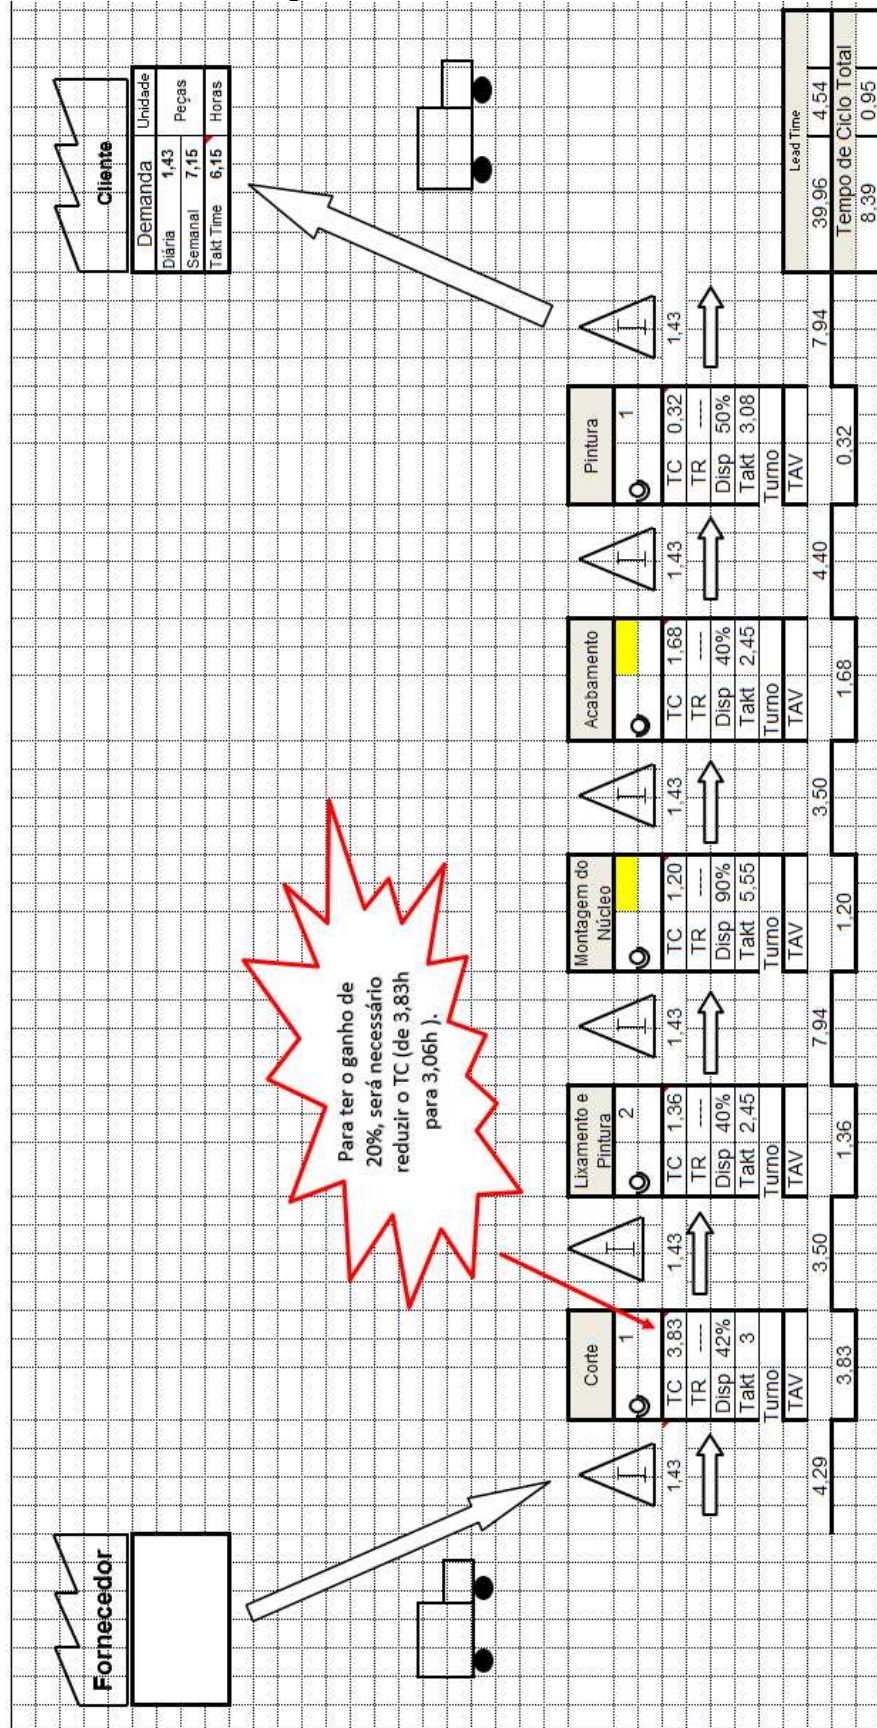 Fornecedor
Cliente
Demanda Unidade
Diária 1,43 Peças
Semanal 7,15
Takt Time 6,15 Horas
Para ter o ganho de
20%, será necessário
reduzir o TC (de 3,83h
para 3,06h ).
I
1,43
Corte
1
TC 3,83
TR ----
Disp 42%
Takt 3
Turno
TAV
I
1,43
Lixamento e
Pintura
2
TC 1,36
TR ----
Disp 40%
Takt 2,45
Turno
TAV
I
1,43
Montagem do
Núcleo
TC 1,20
TR ----
Disp 90%
Takt 5,55
Turno
TAV
I
1,43
Acabamento
TC 1,68
TR ----
Disp 40%
Takt 2,45
Turno
TAV
I
1,43
Pintura
1
TC 0,32
TR ----
Disp 50%
Takt 3,08
Turno
TAV
I
1,43
4,29 3,50 7,94 3,50 4,40 7,94
3,83 1,36 1,20 1,68 0,32
Lead Time
39,96 4,54
Tempo de Ciclo Total
8,39 0,95